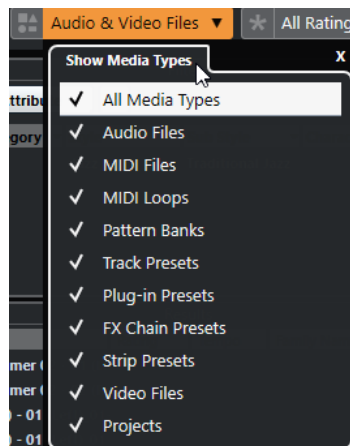 Audio & Video Files ▼ All Rating
Show Media Types X
✓ All Media Types
✓ Audio Files
✓ MIDI Files
✓ MIDI Loops
✓ Pattern Banks
✓ Track Presets
✓ Plug-in Presets
✓ FX Chain Presets
✓ Strip Presets
✓ Video Files
✓ Projects